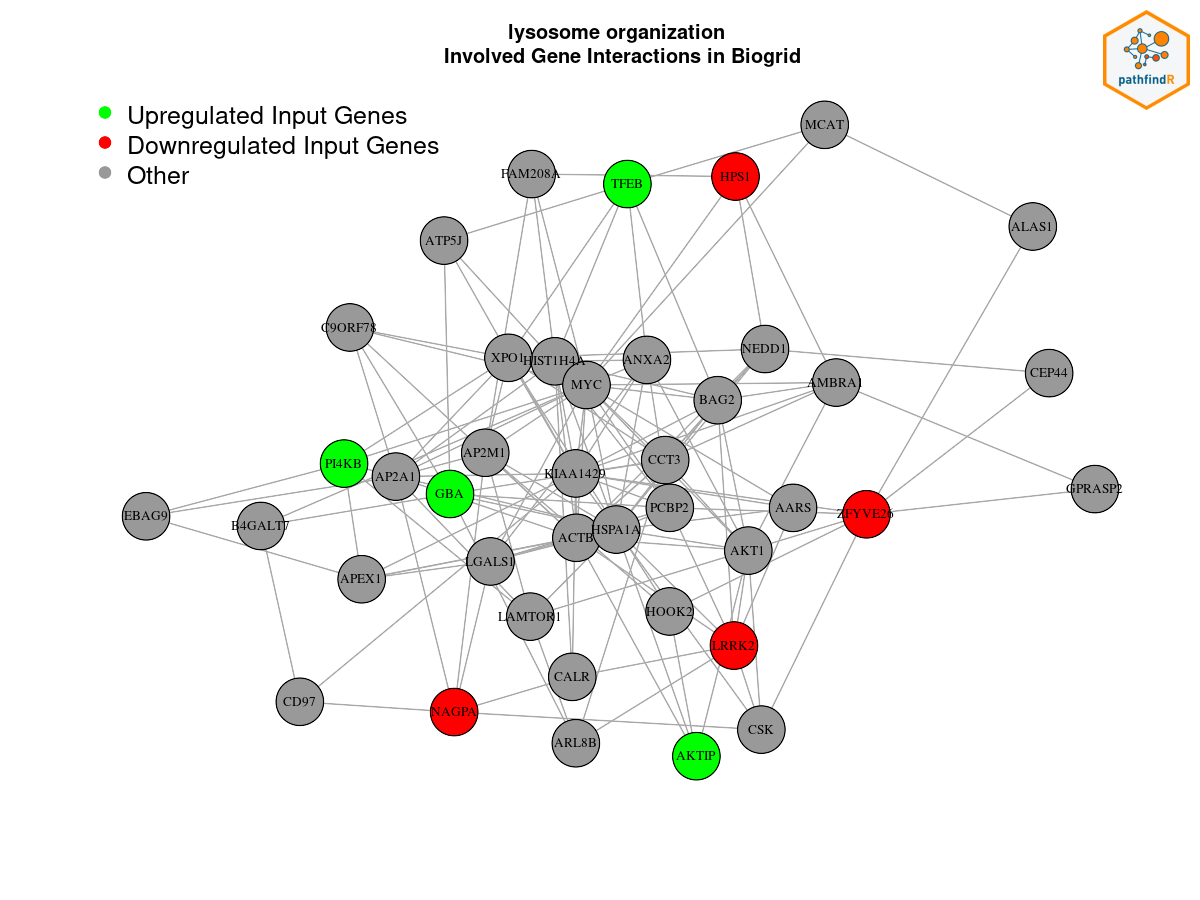 lysosome organization
Involved Gene Interactions in Biogrid
pathfindR
Upregulated Input Genes
Downregulated Input Genes
Other
MCAT
FAM208A
TFEB
HPS1
ALAS1
ATP5J
C9ORF78
XPO1
HIST1H4A
MYC
ANXA2
NEDD1
CEP44
AMBRA1
BAG2
PI4KB
AP2A1
AP2M1
GBA
KIAA1429
CCT3
GPRASP2
EBAG9
B4GALT7
PCBP2
AARS
ZFYVE26
HSPA1A
ACTB
AKT1
LGALS1
APEX1
LAMTOR1
HOOK2
LRRK2
CALR
CD97
NAGPA
ARL8B
CSK
AKTIP